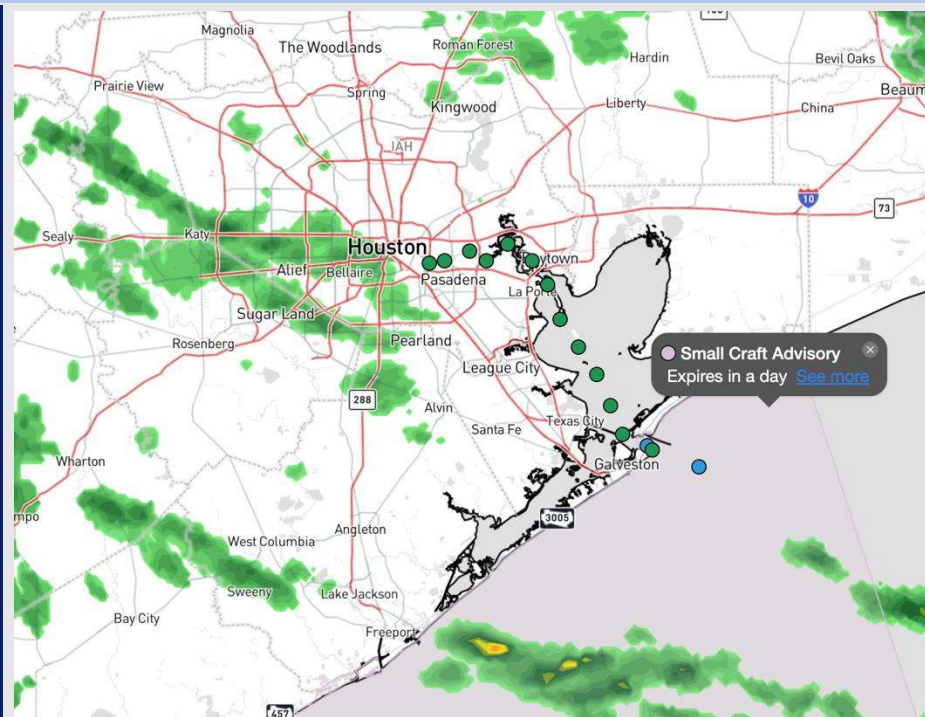 Magnolia
The Woodlands
Roman Forest
Hardin
Bevil Oaks
Prairie View
Spring
Kingwood
Liberty
China
IAH
10
73
Sealy
Katy
Houston
Alief
Bellaire
Pasadena
La Porte
Sugar Land
Rosenberg
Pearland
League City
Small Craft Advisory
Expires in a day See more
288
Alvin
Santa Fe
Texas City
Wharton
Galveston
3005
West Columbia
Angleton
Sweeny
Lake Jackson
Bay City
Freeport
457